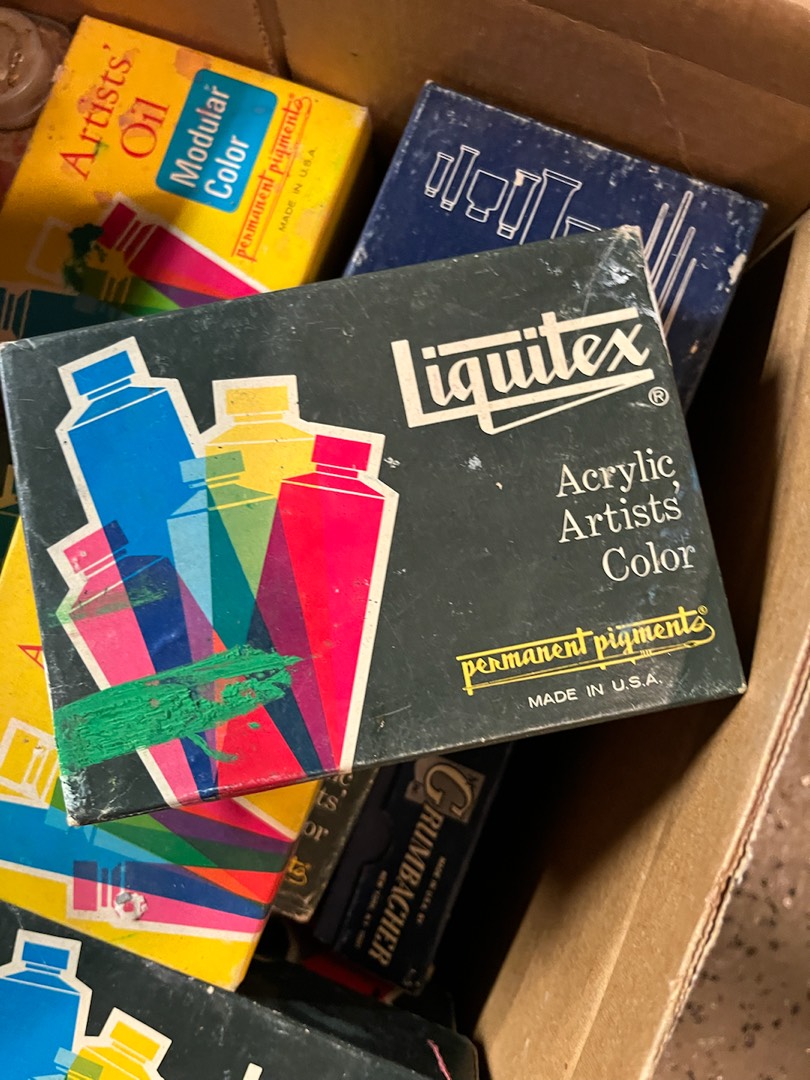 Artists'
Oil
Modular
Color
permanent pigments®
MADE IN U.S.A.
Liquitex®
Acrylic
Artists'
Color
permanent pigments®
MADE IN U.S.A.
GRUMBACHER